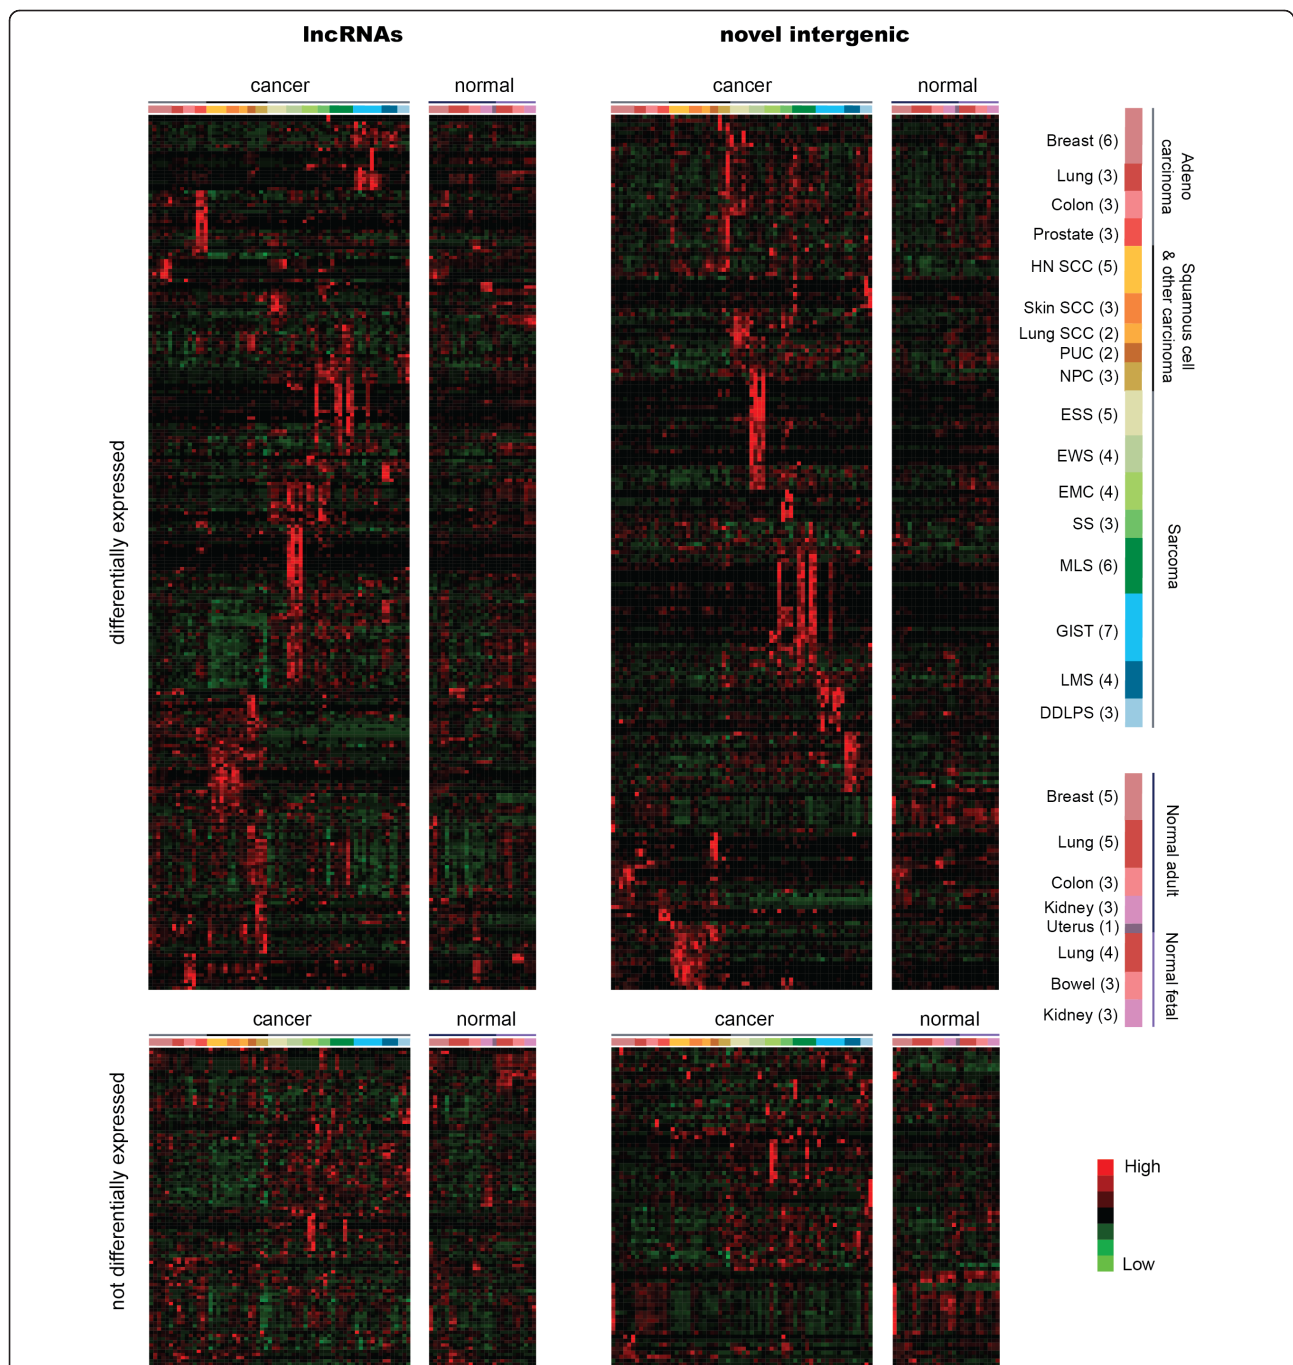 lncRNAs
novel intergenic
cancer
normal
cancer
normal
differentially expressed
Breast (6)
Lung (3)
Colon (3)
Prostate (3)
Adeno
carcinoma
HN SCC (5)
Skin SCC (3)
Lung SCC (2)
PUC (2)
NPC (3)
Squamous cell
& other carcinoma
ESS (5)
EWS (4)
EMC (4)
SS (3)
MLS (6)
GIST (7)
LMS (4)
DDLPS (3)
Sarcoma
Breast (5)
Lung (5)
Colon (3)
Kidney (3)
Uterus (1)
Normal adult
Lung (4)
Bowel (3)
Kidney (3)
Normal fetal
cancer
normal
cancer
normal
not differentially expressed
High
Low